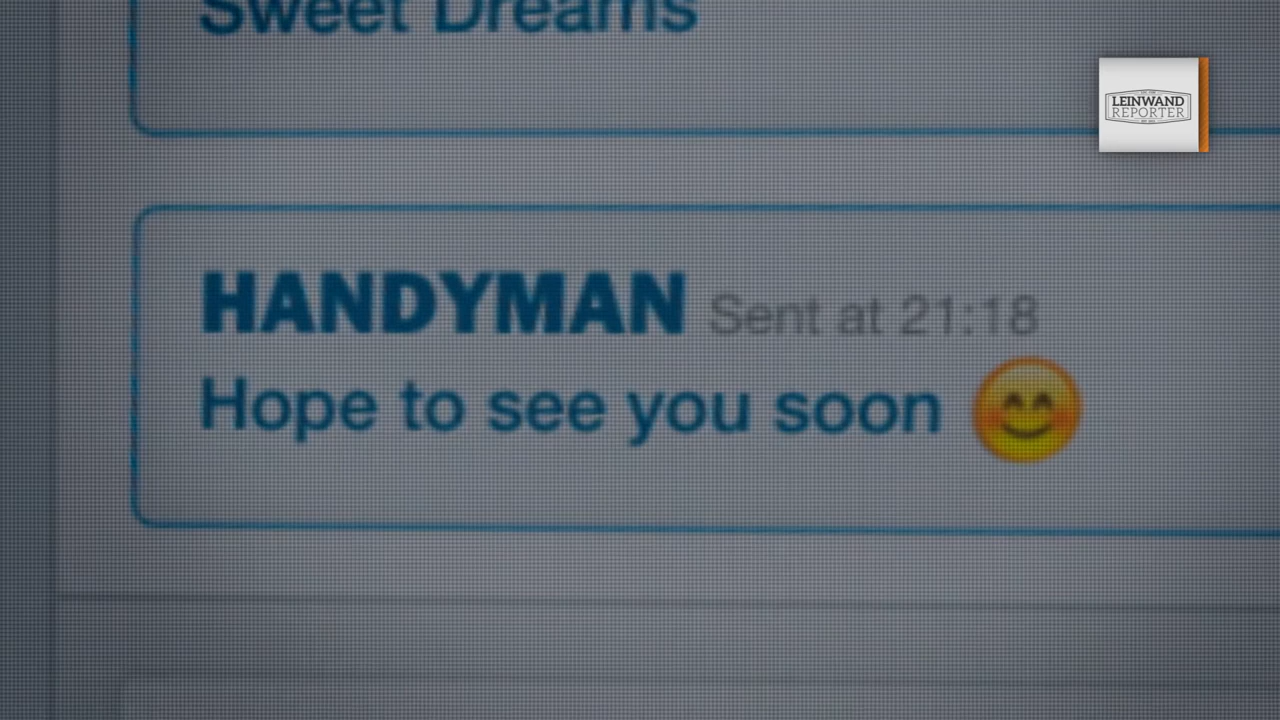 Sweet Dreams
LEINWAND
REPORTER
HANDYMAN Sent at 21:18
Hope to see you soon 😊